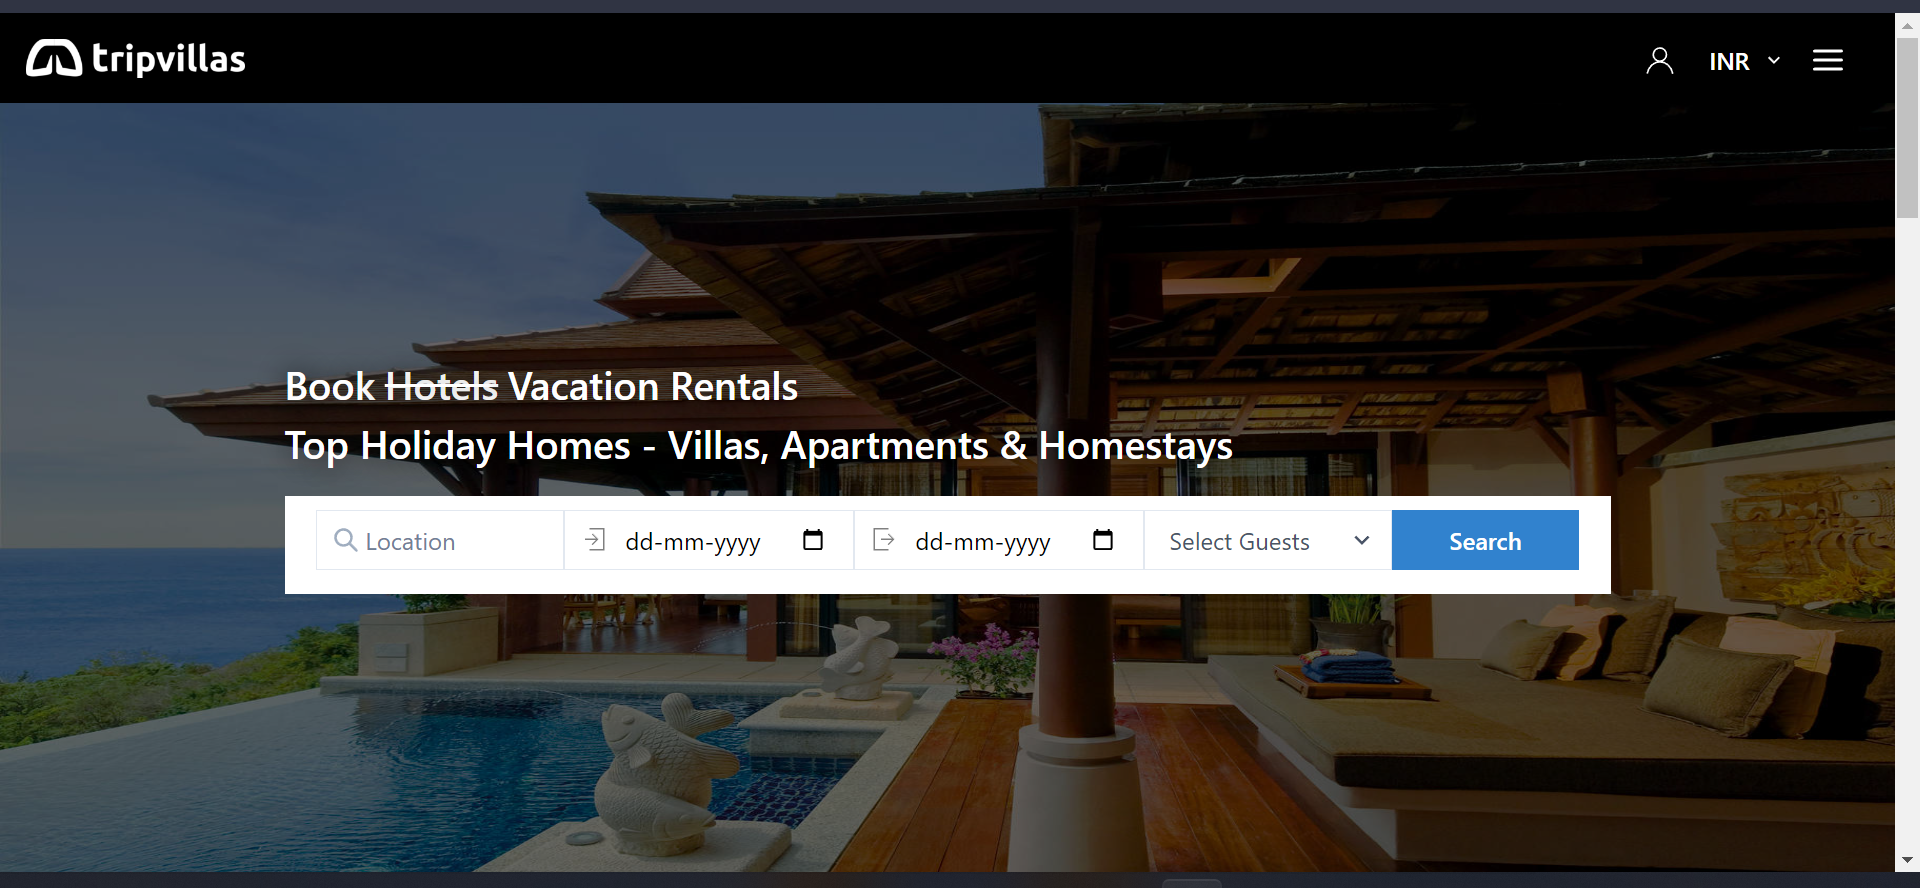 tripvillas
INR
Book Hotels Vacation Rentals
Top Holiday Homes - Villas, Apartments & Homestays
Location
dd-mm-yyyy
dd-mm-yyyy
Select Guests
Search